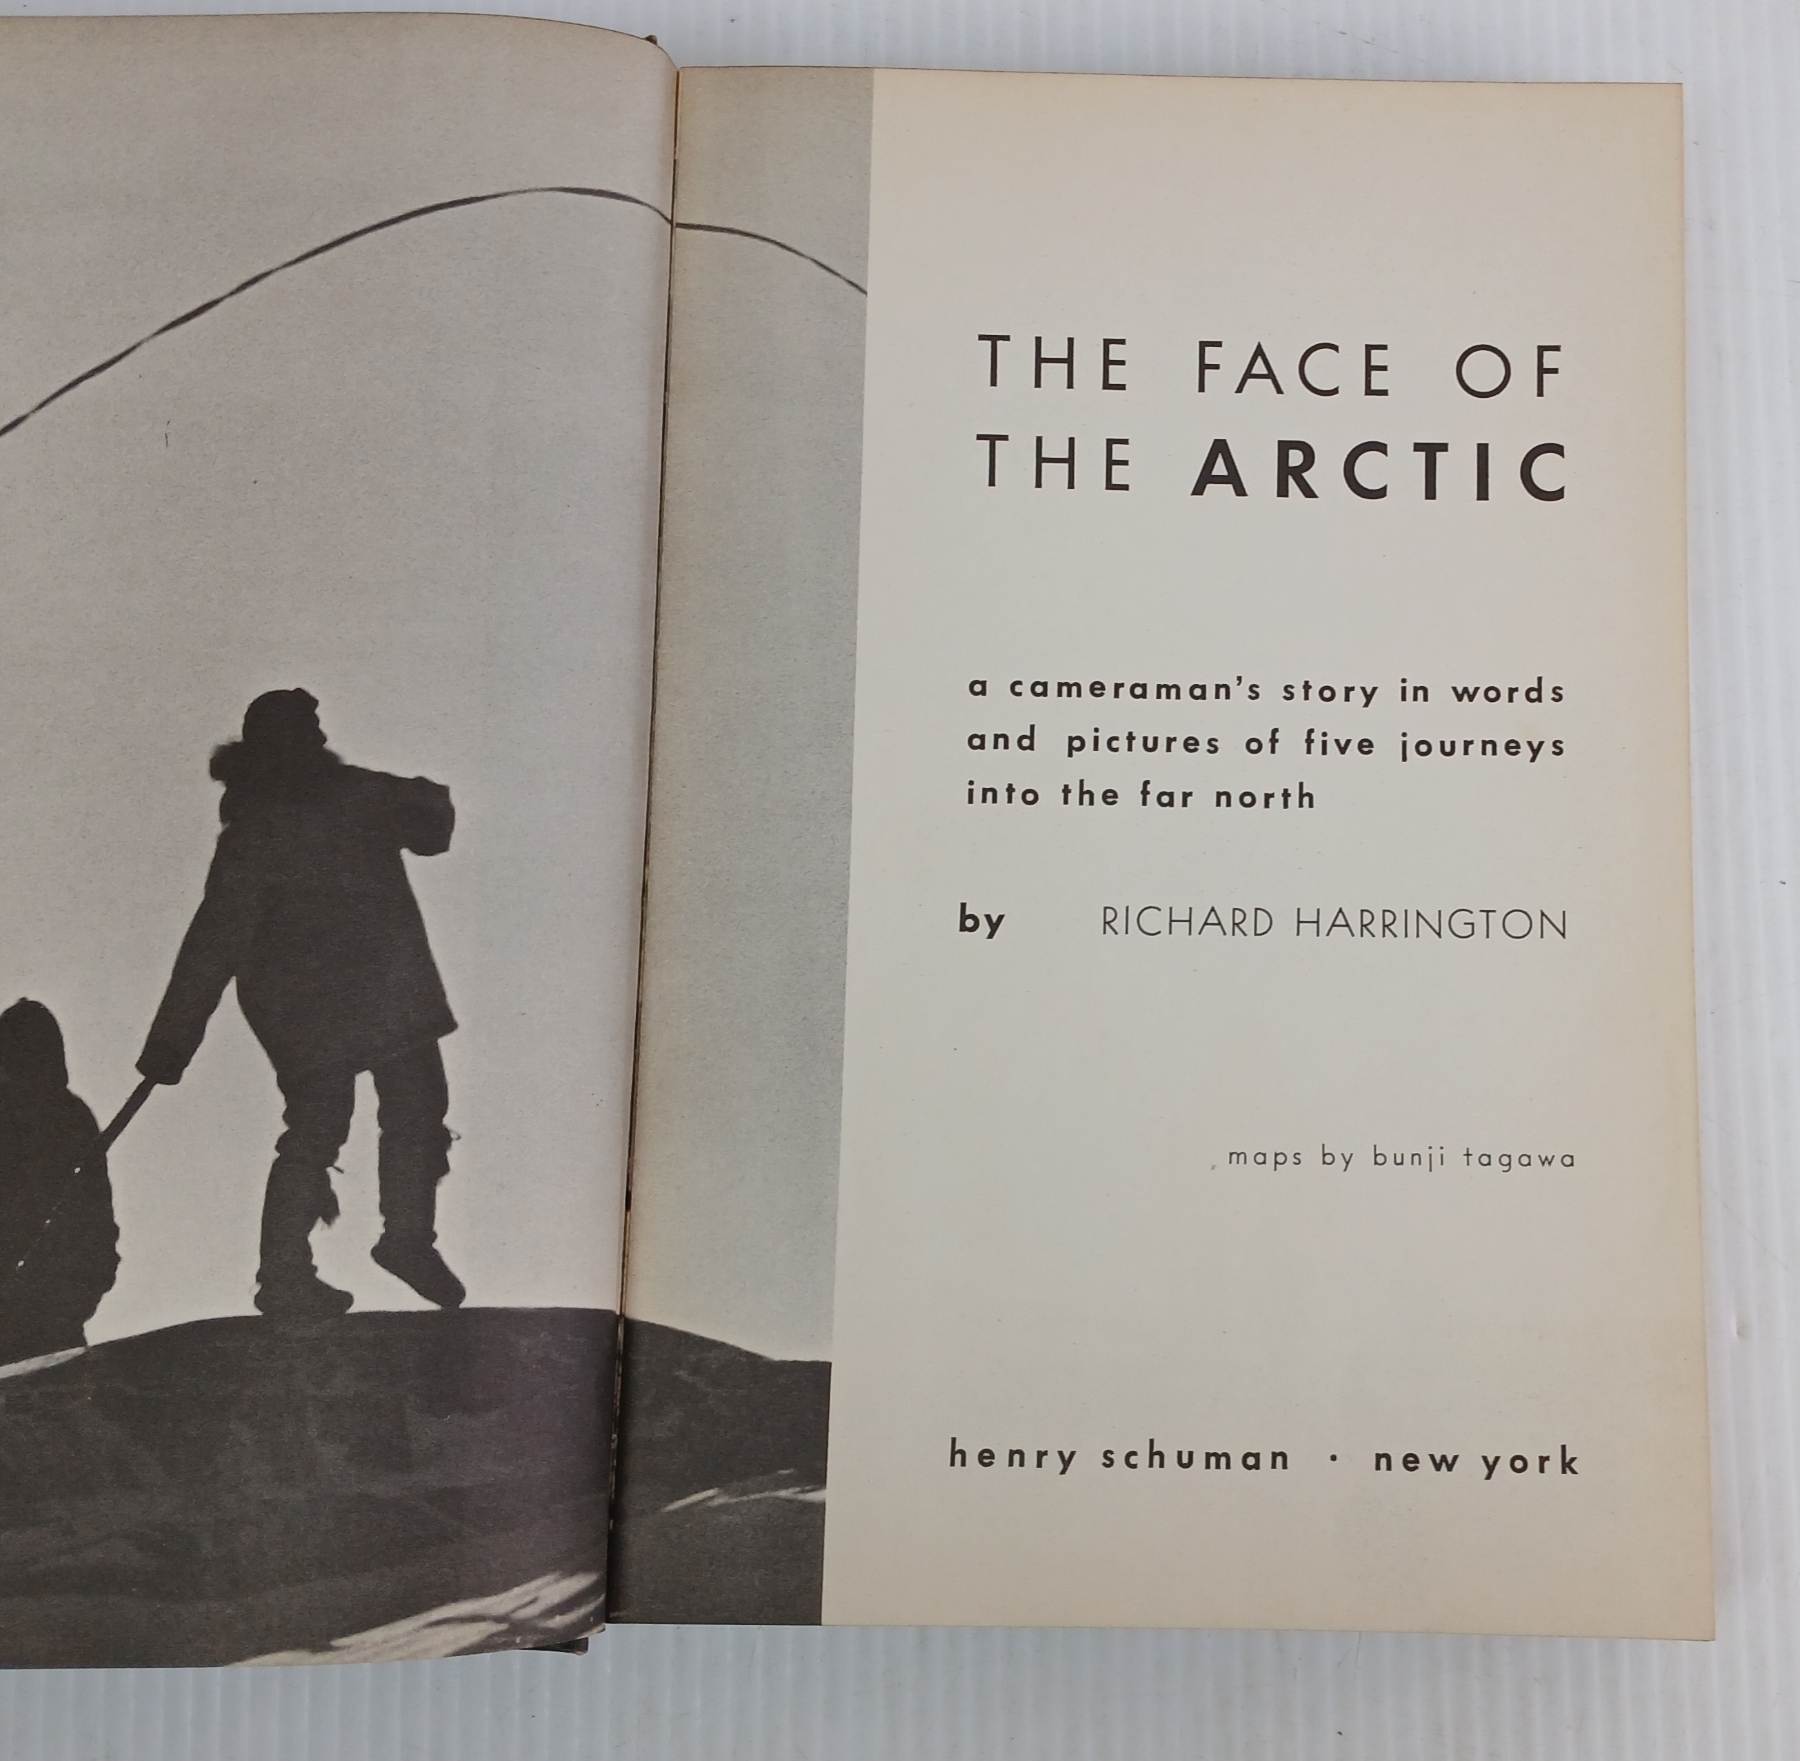 THE FACE OF
THE ARCTIC
a cameraman's story in words
and pictures of five journeys
into the far north
by RICHARD HARRINGTON
maps by bunji tagawa
henry schuman · new york